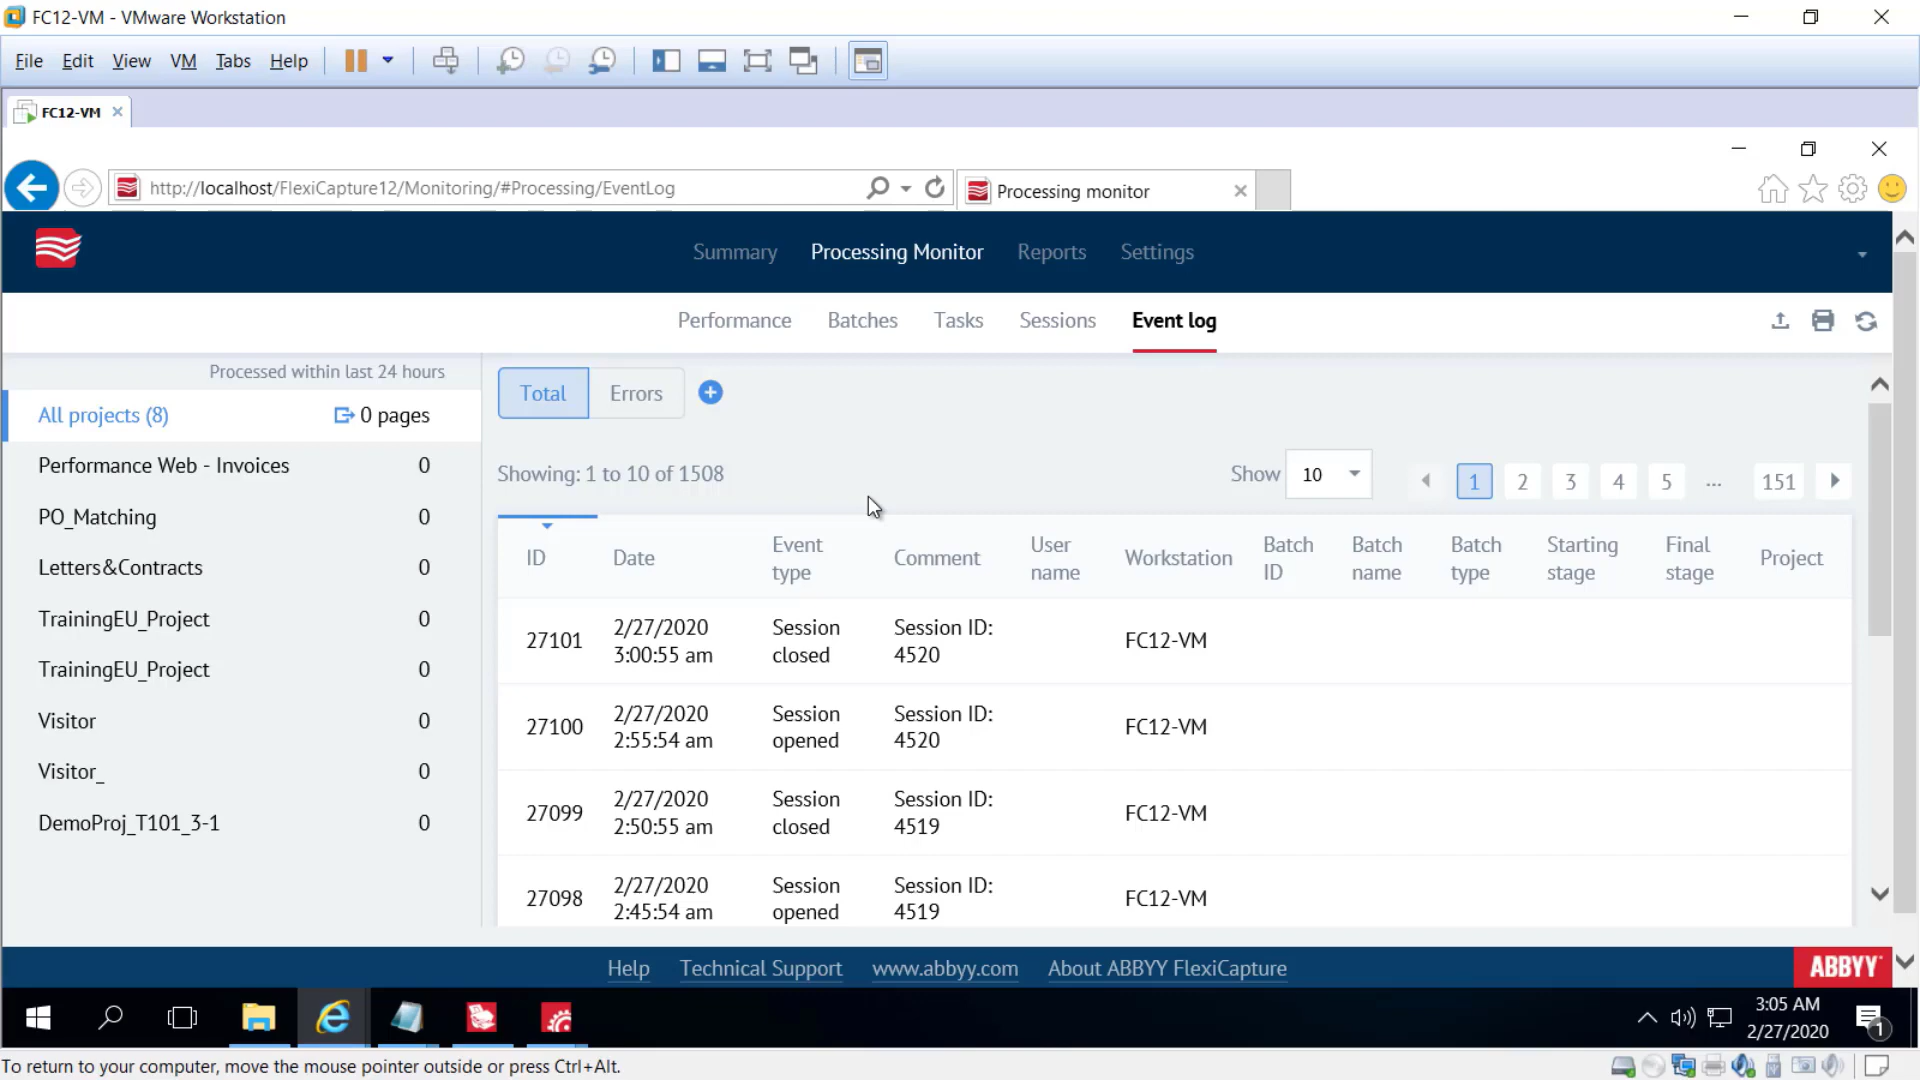 FC12-VM - VMware Workstation
File Edit View VM Tabs Help
FC12-VM
http://localhost/FlexiCapture12/Monitoring/#Processing/EventLog
Processing monitor
Summary Processing Monitor Reports Settings
Performance Batches Tasks Sessions Event log
Processed within last 24 hours
All projects (8) 0 pages
Performance Web - Invoices 0
PO_Matching 0
Letters&Contracts 0
TrainingEU_Project 0
TrainingEU_Project 0
Visitor 0
Visitor_ 0
DemoProj_T101_3-1 0
Total Errors
Showing: 1 to 10 of 1508
Show 10 1 2 3 4 5 ... 151
ID Date Event type Comment User name Workstation Batch ID Batch name Batch type Starting stage Final stage Project
27101 2/27/2020 3:00:55 am Session closed Session ID: 4520 FC12-VM
27100 2/27/2020 2:55:54 am Session opened Session ID: 4520 FC12-VM
27099 2/27/2020 2:50:55 am Session closed Session ID: 4519 FC12-VM
27098 2/27/2020 2:45:54 am Session opened Session ID: 4519 FC12-VM
Help Technical Support www.abbyy.com About ABBYY FlexiCapture
ABBYY
3:05 AM
2/27/2020
1
To return to your computer, move the mouse pointer outside or press Ctrl+Alt.